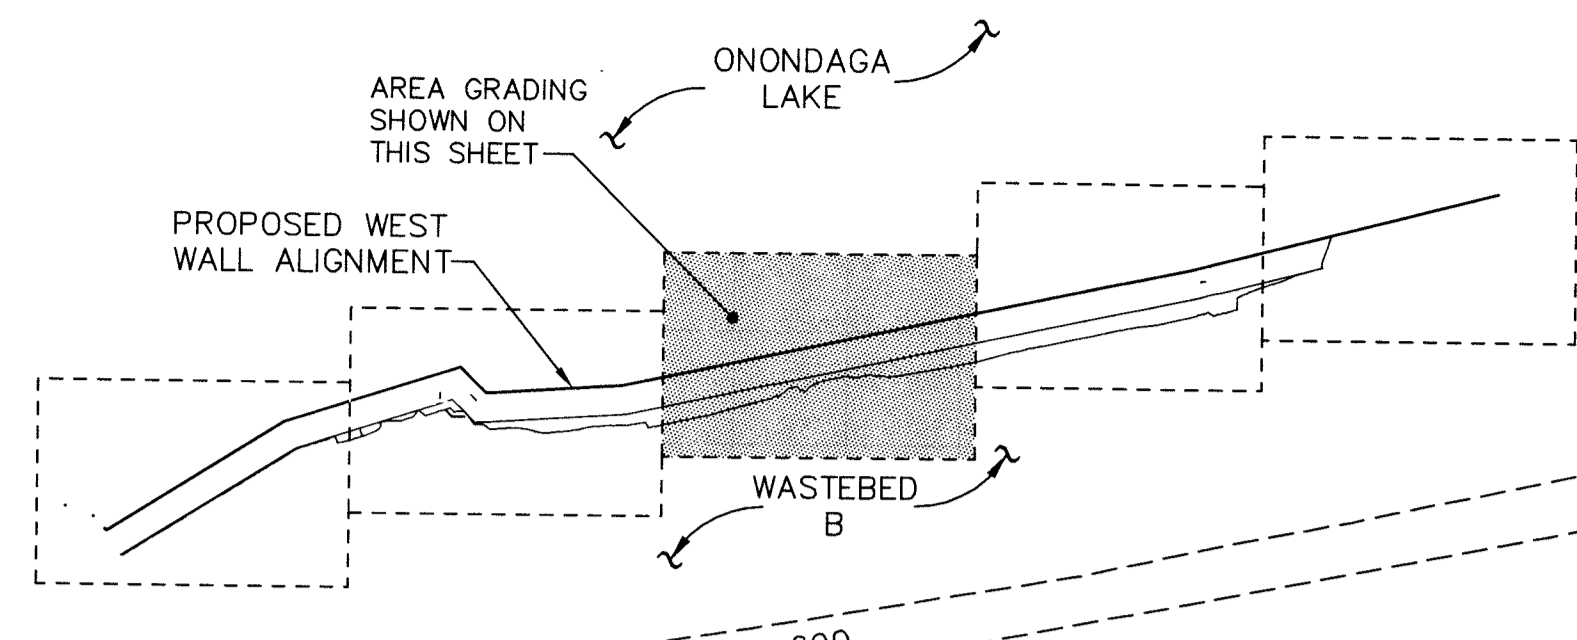 ONONDAGA
LAKE
AREA GRADING
SHOWN ON
THIS SHEET
PROPOSED WEST
WALL ALIGNMENT
WASTEBED
B